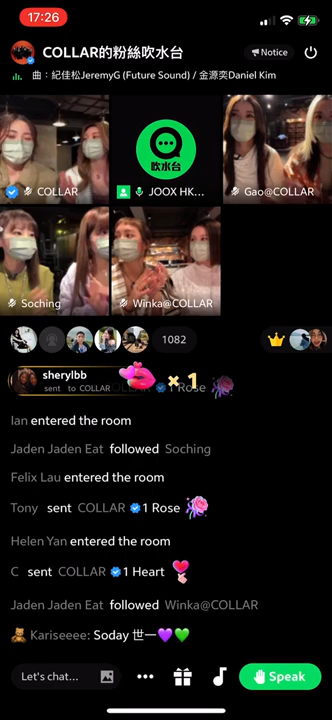 17:26
COLLAR的粉絲吹水台
Notice
曲：紀佳松JeremyG (Future Sound) / 金源奕Daniel Kim
吹水台
COLLAR
JOOX HK...
Gao@COLLAR
Soching
Winka@COLLAR
1082
sherylbb
sent to COLLAR
× 1
COLLAR 1 Rose
Ian entered the room
Jaden Jaden Eat followed Soching
Felix Lau entered the room
Tony sent COLLAR 1 Rose
Helen Yan entered the room
C sent COLLAR 1 Heart
Jaden Jaden Eat followed Winka@COLLAR
Kariseeee: Soday 世一💜💚
Let's chat...
Speak